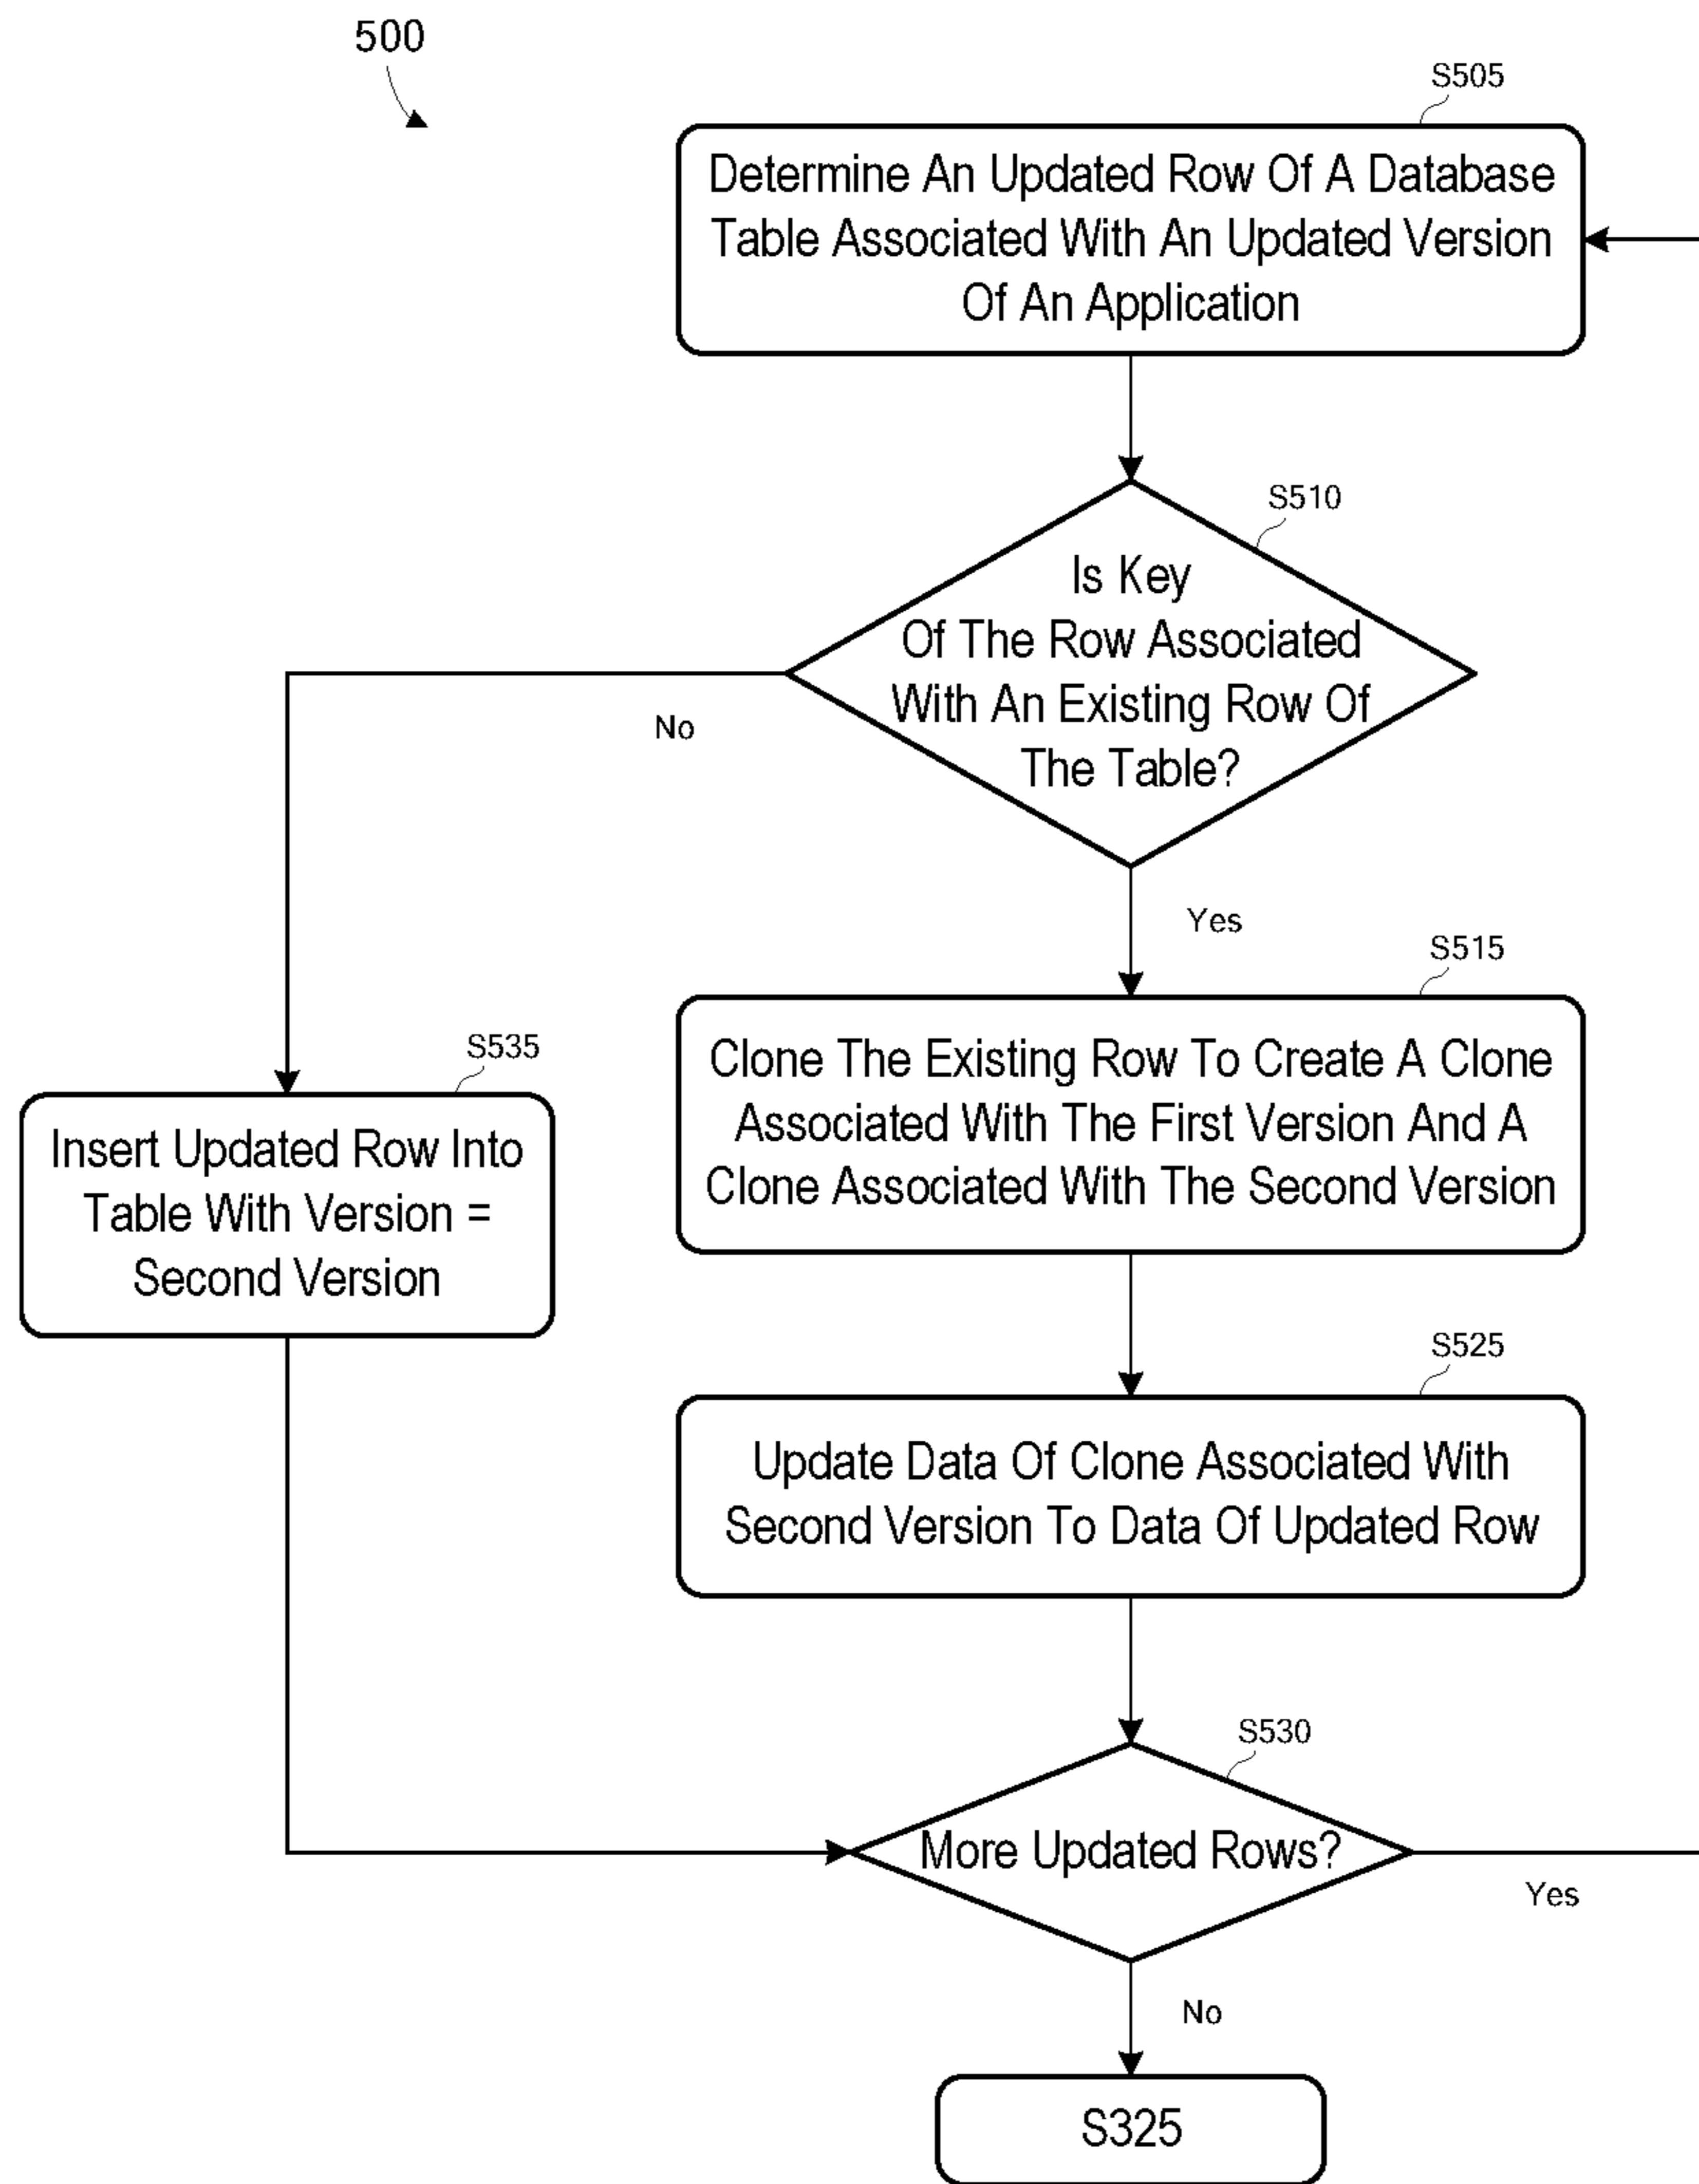 500
S505
Determine An Updated Row Of A Database
Table Associated With An Updated Version
Of An Application
S510
Is Key
Of The Row Associated
With An Existing Row Of
The Table?
No
Yes
S515
Clone The Existing Row To Create A Clone
Associated With The First Version And A
Clone Associated With The Second Version
S535
Insert Updated Row Into
Table With Version =
Second Version
S525
Update Data Of Clone Associated With
Second Version To Data Of Updated Row
S530
More Updated Rows?
Yes
No
S325